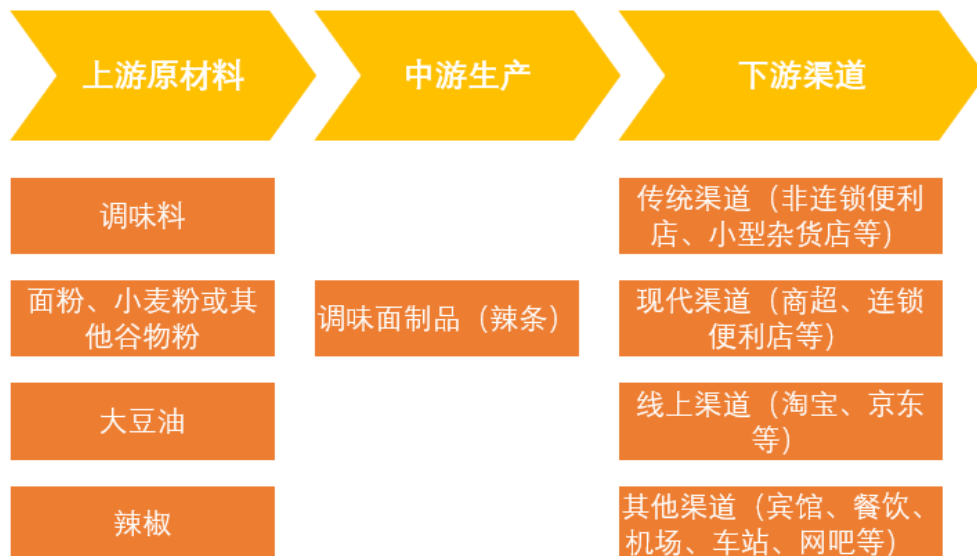 上游原材料
中游生产
下游渠道
调味料
传统渠道（非连锁便利
店、小型杂货店等）
面粉、小麦粉或其
他谷物粉
调味面制品（辣条）
现代渠道（商超、连锁
便利店等）
大豆油
线上渠道（淘宝、京东
等）
辣椒
其他渠道（宾馆、餐饮、
机场、车站、网吧等）